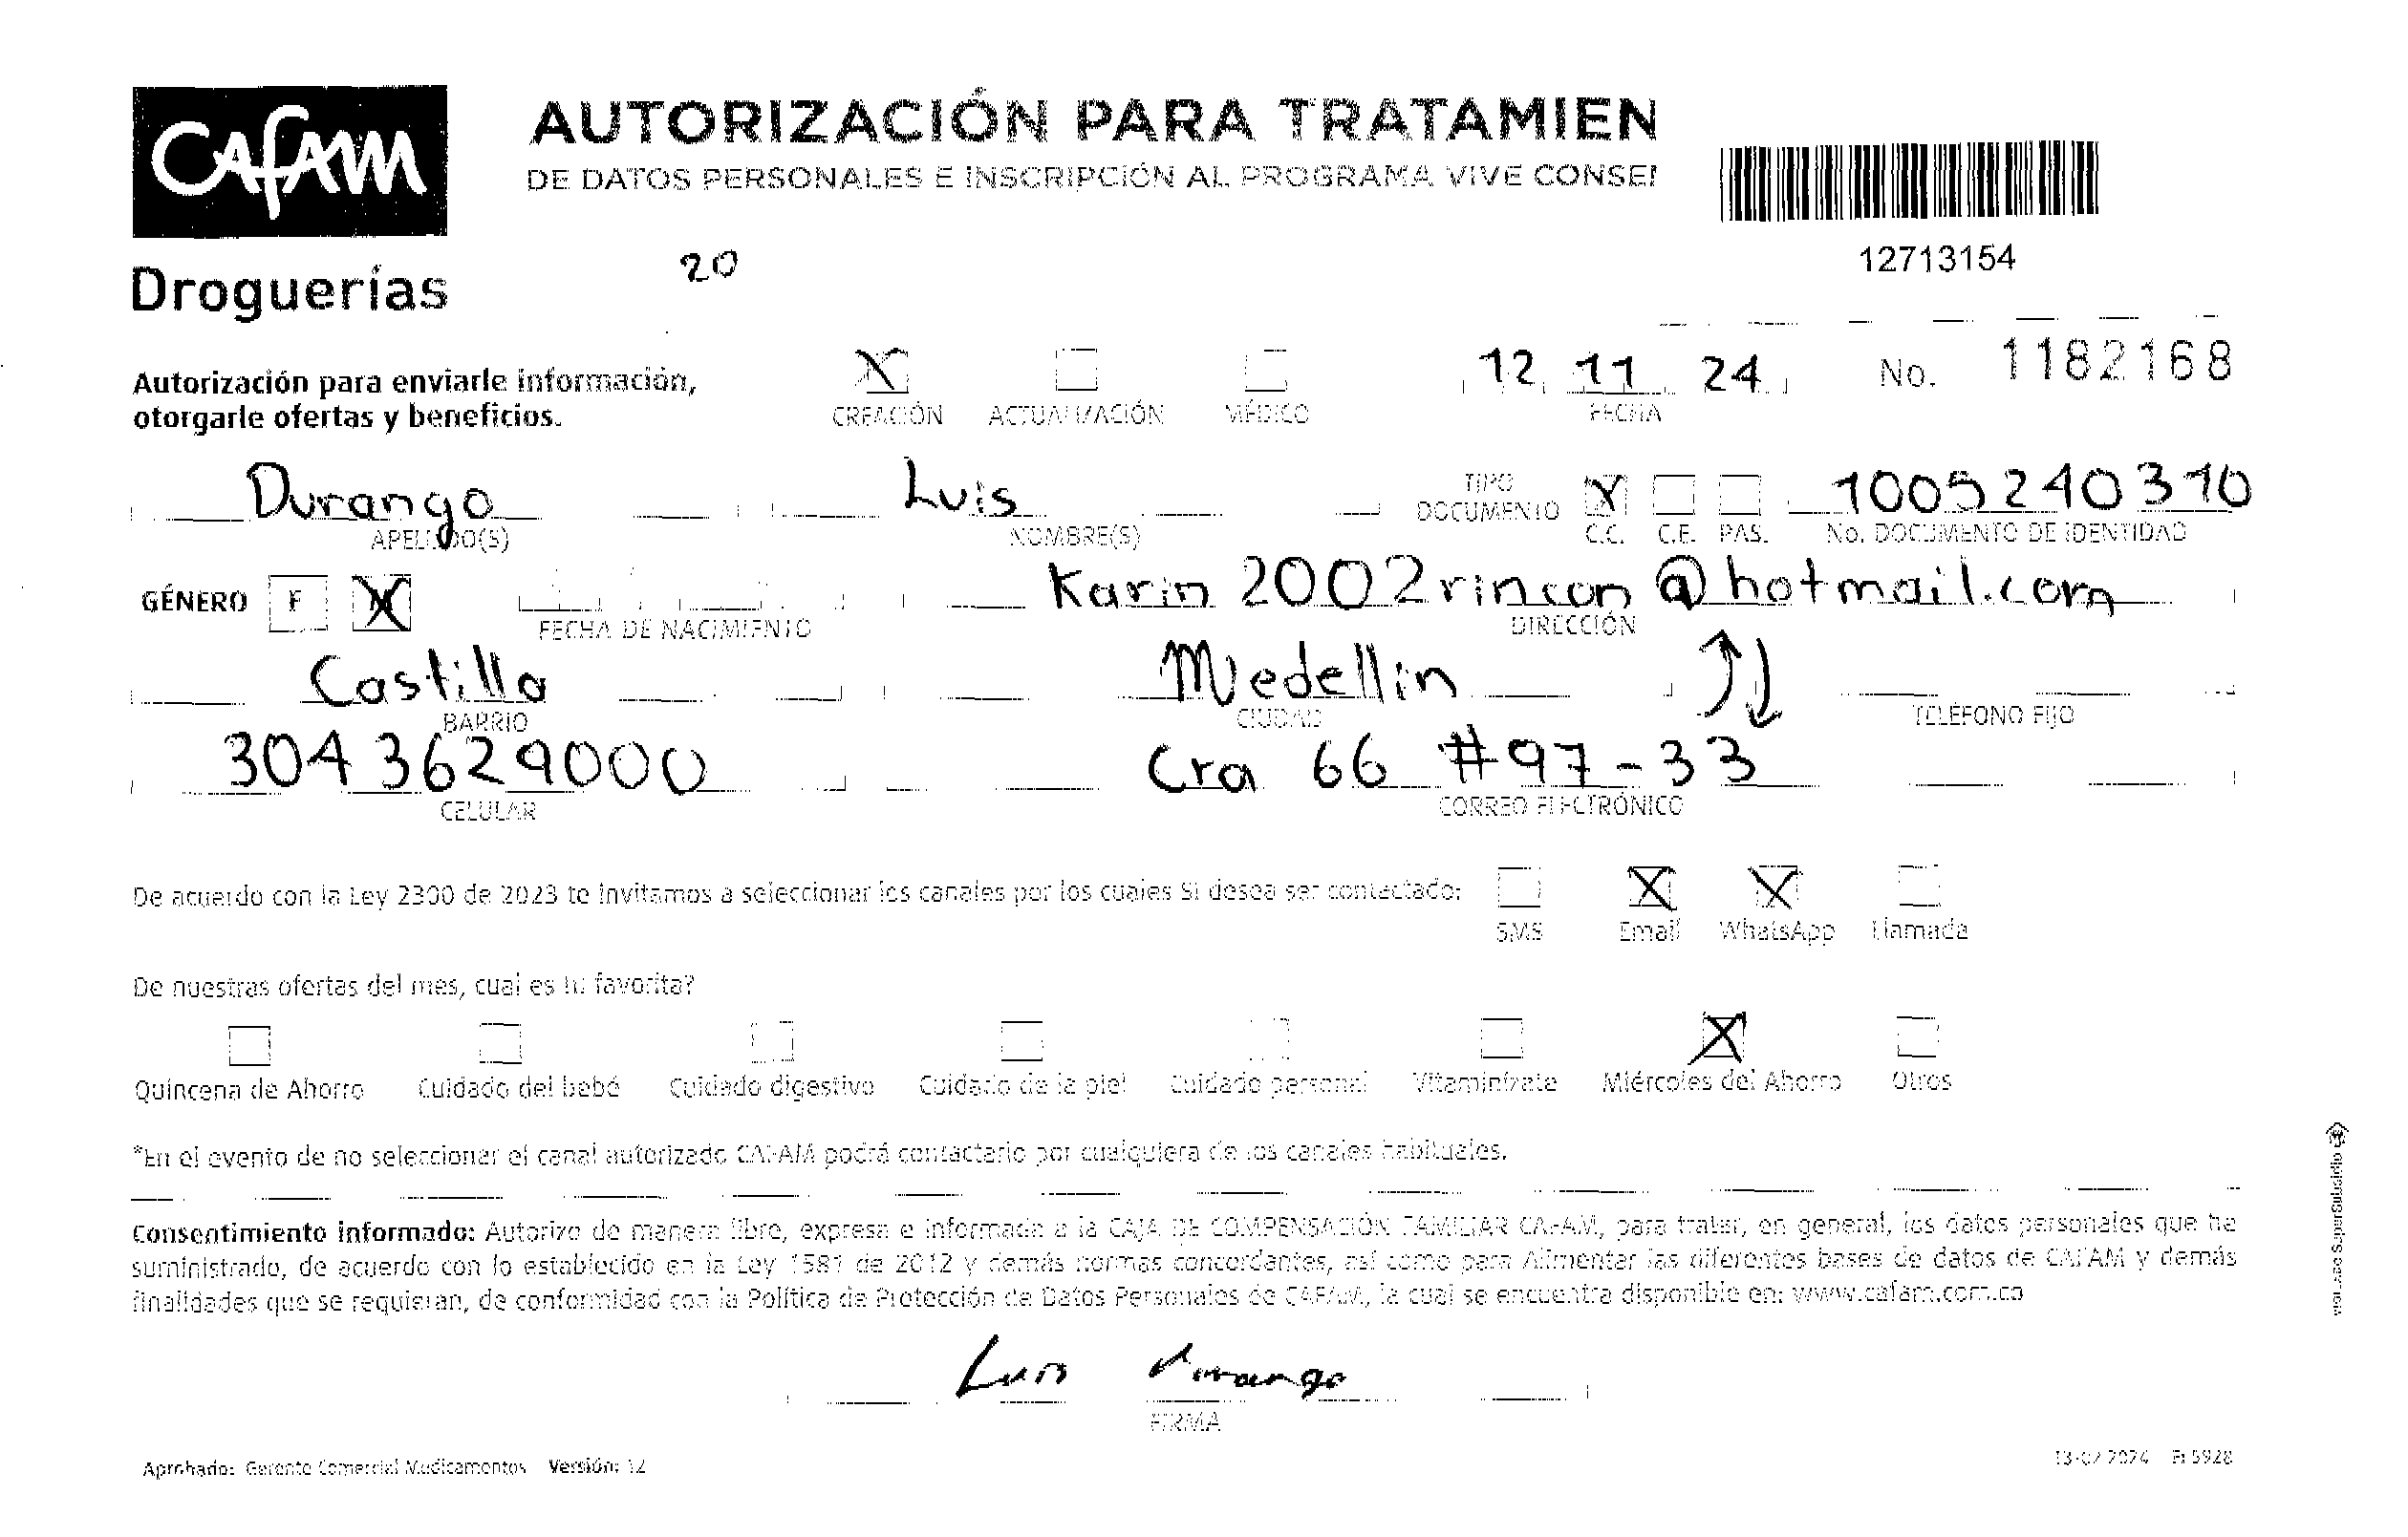 CAFAM
Droguerías
AUTORIZACIÓN PARA TRATAMIEN
DE DATOS PERSONALES E INSCRIPCIÓN AL PROGRAMA VIVE CONSE
12713154
20
Autorización para enviarle información,
otorgarle ofertas y beneficios.
X CREACIÓN ACTUALIZACIÓN MÉDICO
12 11 24
FECHA
No. 1182168
Durango
APELLIDO(S)
Luis
NOMBRE(S)
TIPO DOCUMENTO X C.C. C.E. PAS.
1005240310
No. DOCUMENTO DE IDENTIDAD
GÉNERO F X
FECHA DE NACIMIENTO
Karin2002rincon@hotmail.com
DIRECCIÓN
Castilla
BARRIO
Medellin
CIUDAD
TELÉFONO FIJO
3043629000
CELULAR
Cra 66 #97-33
CORREO ELECTRÓNICO
De acuerdo con la Ley 2300 de 2023 te invitamos a seleccionar los canales por los cuales Si desea ser contactado:
SMS X Email X WhatsApp Llamada
De nuestras ofertas del mes, cual es tu favorita?
Quincena de Ahorro Cuidado del bebé Cuidado digestivo Cuidado de la piel Cuidado personal Vitamínfrate X Miércoles del Ahorro Otros
*En el evento de no seleccionar el canal autorizado CAFAM podrá contactarlo por cualquiera de los canales habituales.
Consentimiento informado: Autorizo de manera libre, expresa e informada a la CAJA DE COMPENSACIÓN FAMILIAR CAFAM, para tratar, en general, los datos personales que he
suministrado, de acuerdo con lo establecido en la Ley 1581 de 2012 y demás normas concordantes, así como para Alimentar las diferentes bases de datos de CAFAM y demás
finalidades que se requieran, de conformidad con la Política de Protección de Datos Personales de CAFAM, la cual se encuentra disponible en: www.cafam.com.co
Luis Durango
FIRMA
Aprobado: Gerente Comercial Medicamentos Versión: 12
13-02-2024 Fr5928